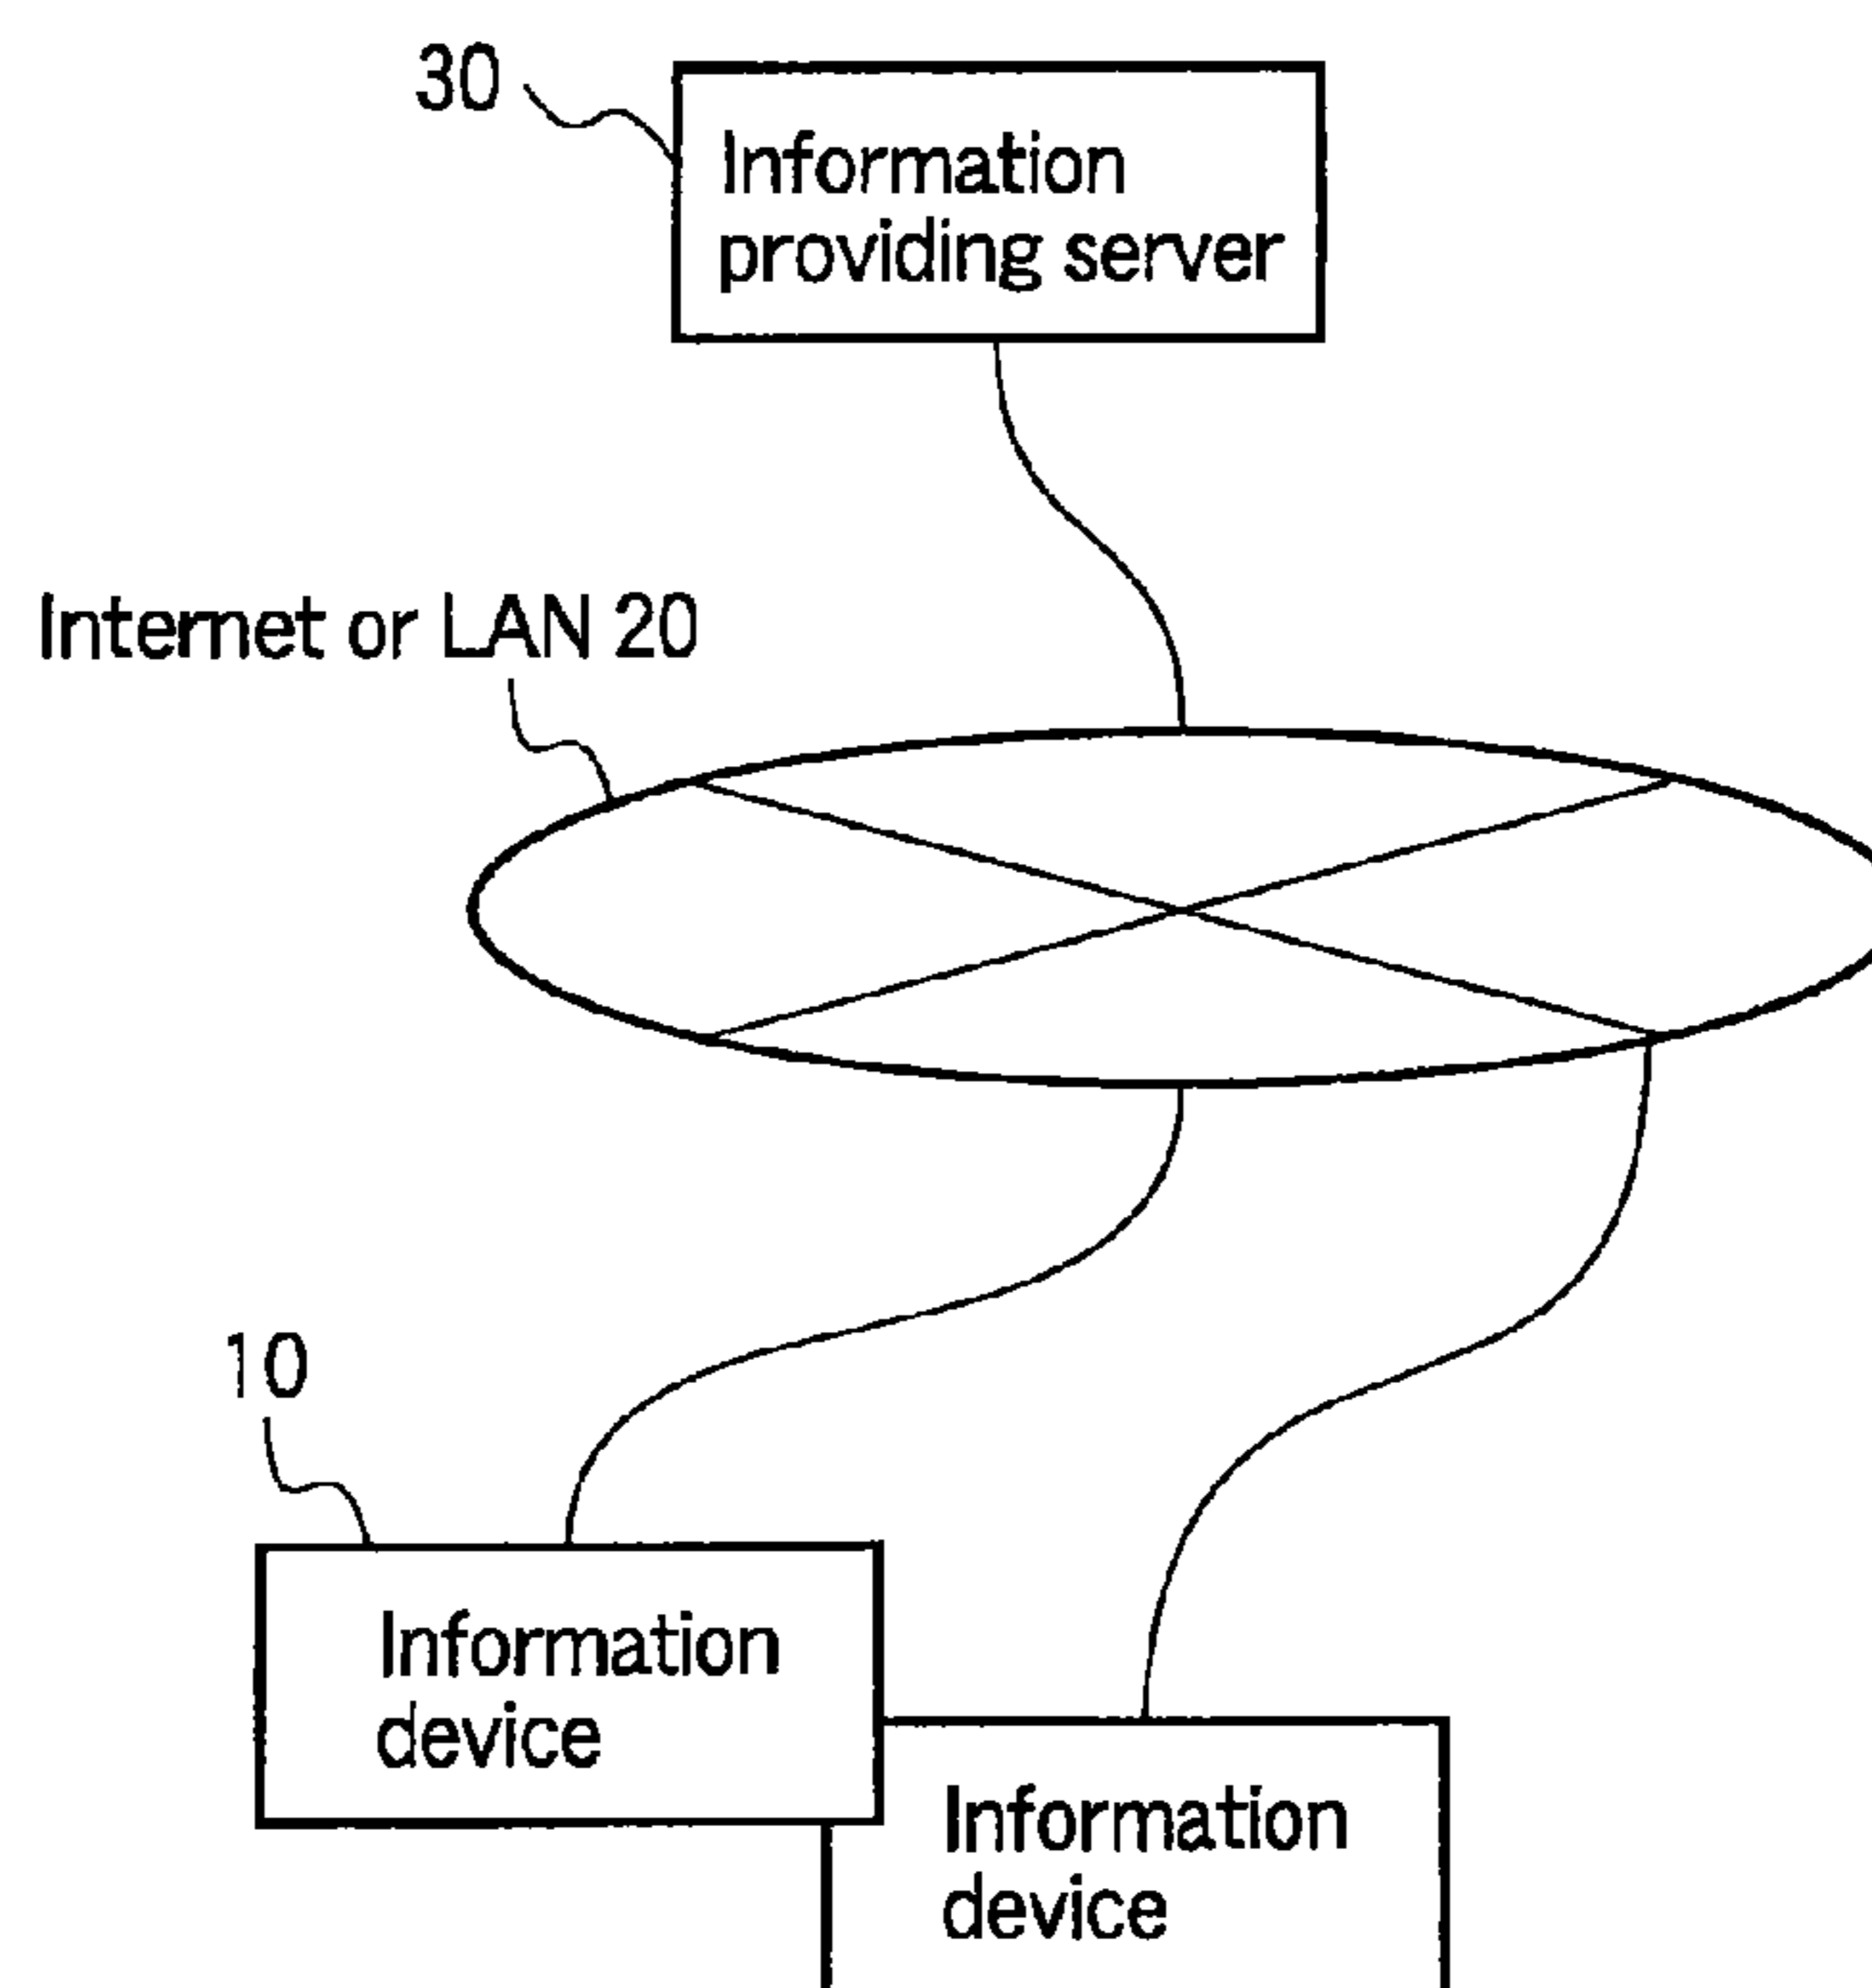 30
Information
providing server
Internet or LAN 20
10
Information
device
Information
device